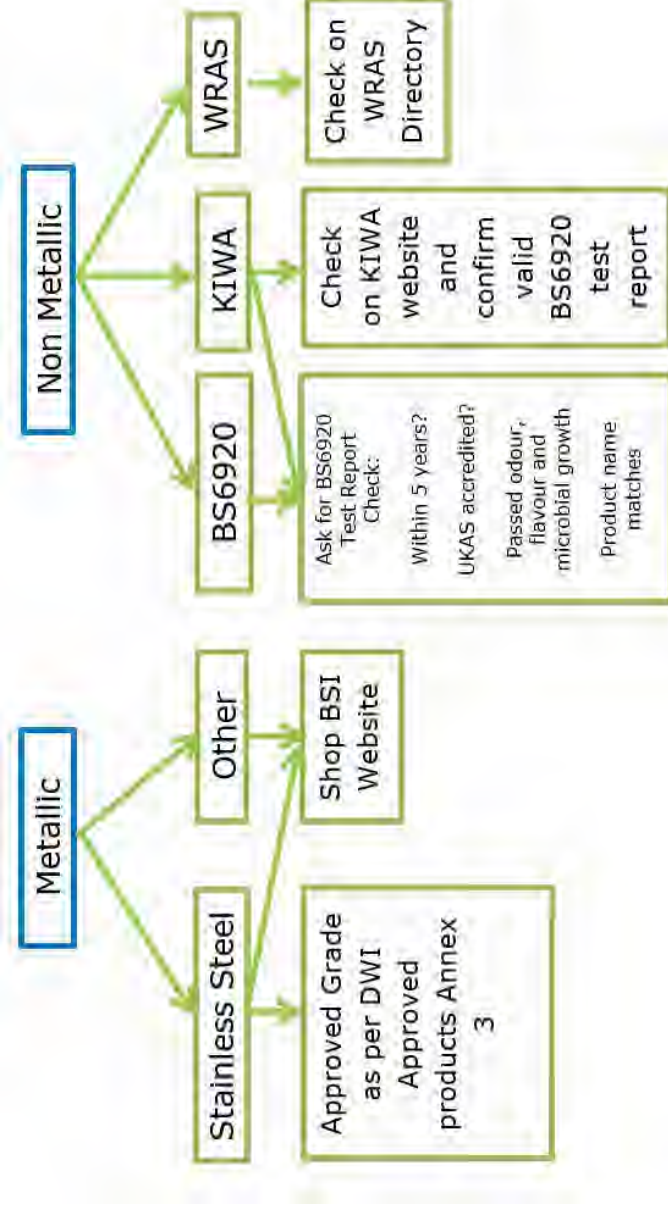 Metallic
Stainless Steel
Other
Approved Grade
as per DWI
Approved
products Annex
3
Shop BSI
Website
Non Metallic
BS6920
KIWA
WRAS
Ask for BS6920
Test Report
Check:
Within 5 years?
UKAS accredited?
Passed odour,
flavour and
microbial growth
Product name
matches
Check
on KIWA
website
and
confirm
valid
BS6920
test
report
Check on
WRAS
Directory